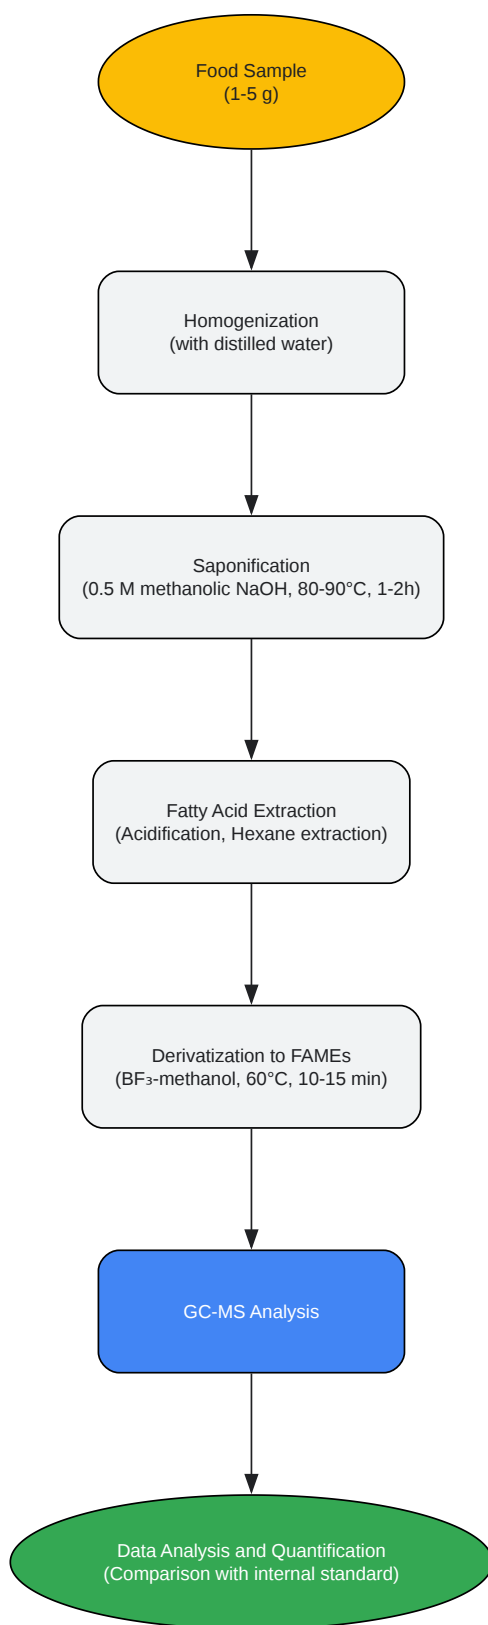 Food Sample
(1-5 g)
Homogenization
(with distilled water)
Saponification
(0.5 M methanolic NaOH, 80-90°C, 1-2h)
Fatty Acid Extraction
(Acidification, Hexane extraction)
Derivatization to FAMEs
(BF₃-methanol, 60°C, 10-15 min)
GC-MS Analysis
Data Analysis and Quantification
(Comparison with internal standard)